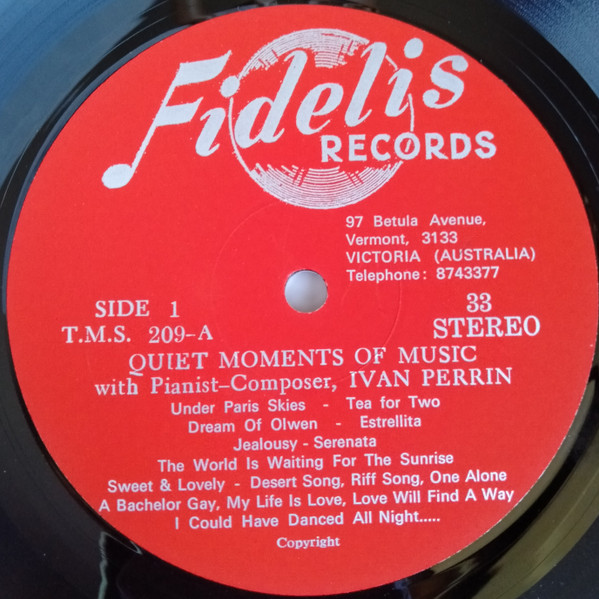 Fidelis
RECORDS
97 Betula Avenue,
Vermont, 3133
VICTORIA (AUSTRALIA)
Telephone: 8743377
SIDE 1
T.M.S. 209-A
33
STEREO
QUIET MOMENTS OF MUSIC
with Pianist-Composer, IVAN PERRIN
Under Paris Skies - Tea for Two
Dream Of Olwen - Estrellita
Jealousy - Serenata
The World Is Waiting For The Sunrise
Sweet & Lovely - Desert Song, Riff Song, One Alone
A Bachelor Gay, My Life Is Love, Love Will Find A Way
I Could Have Danced All Night.....
Copyright